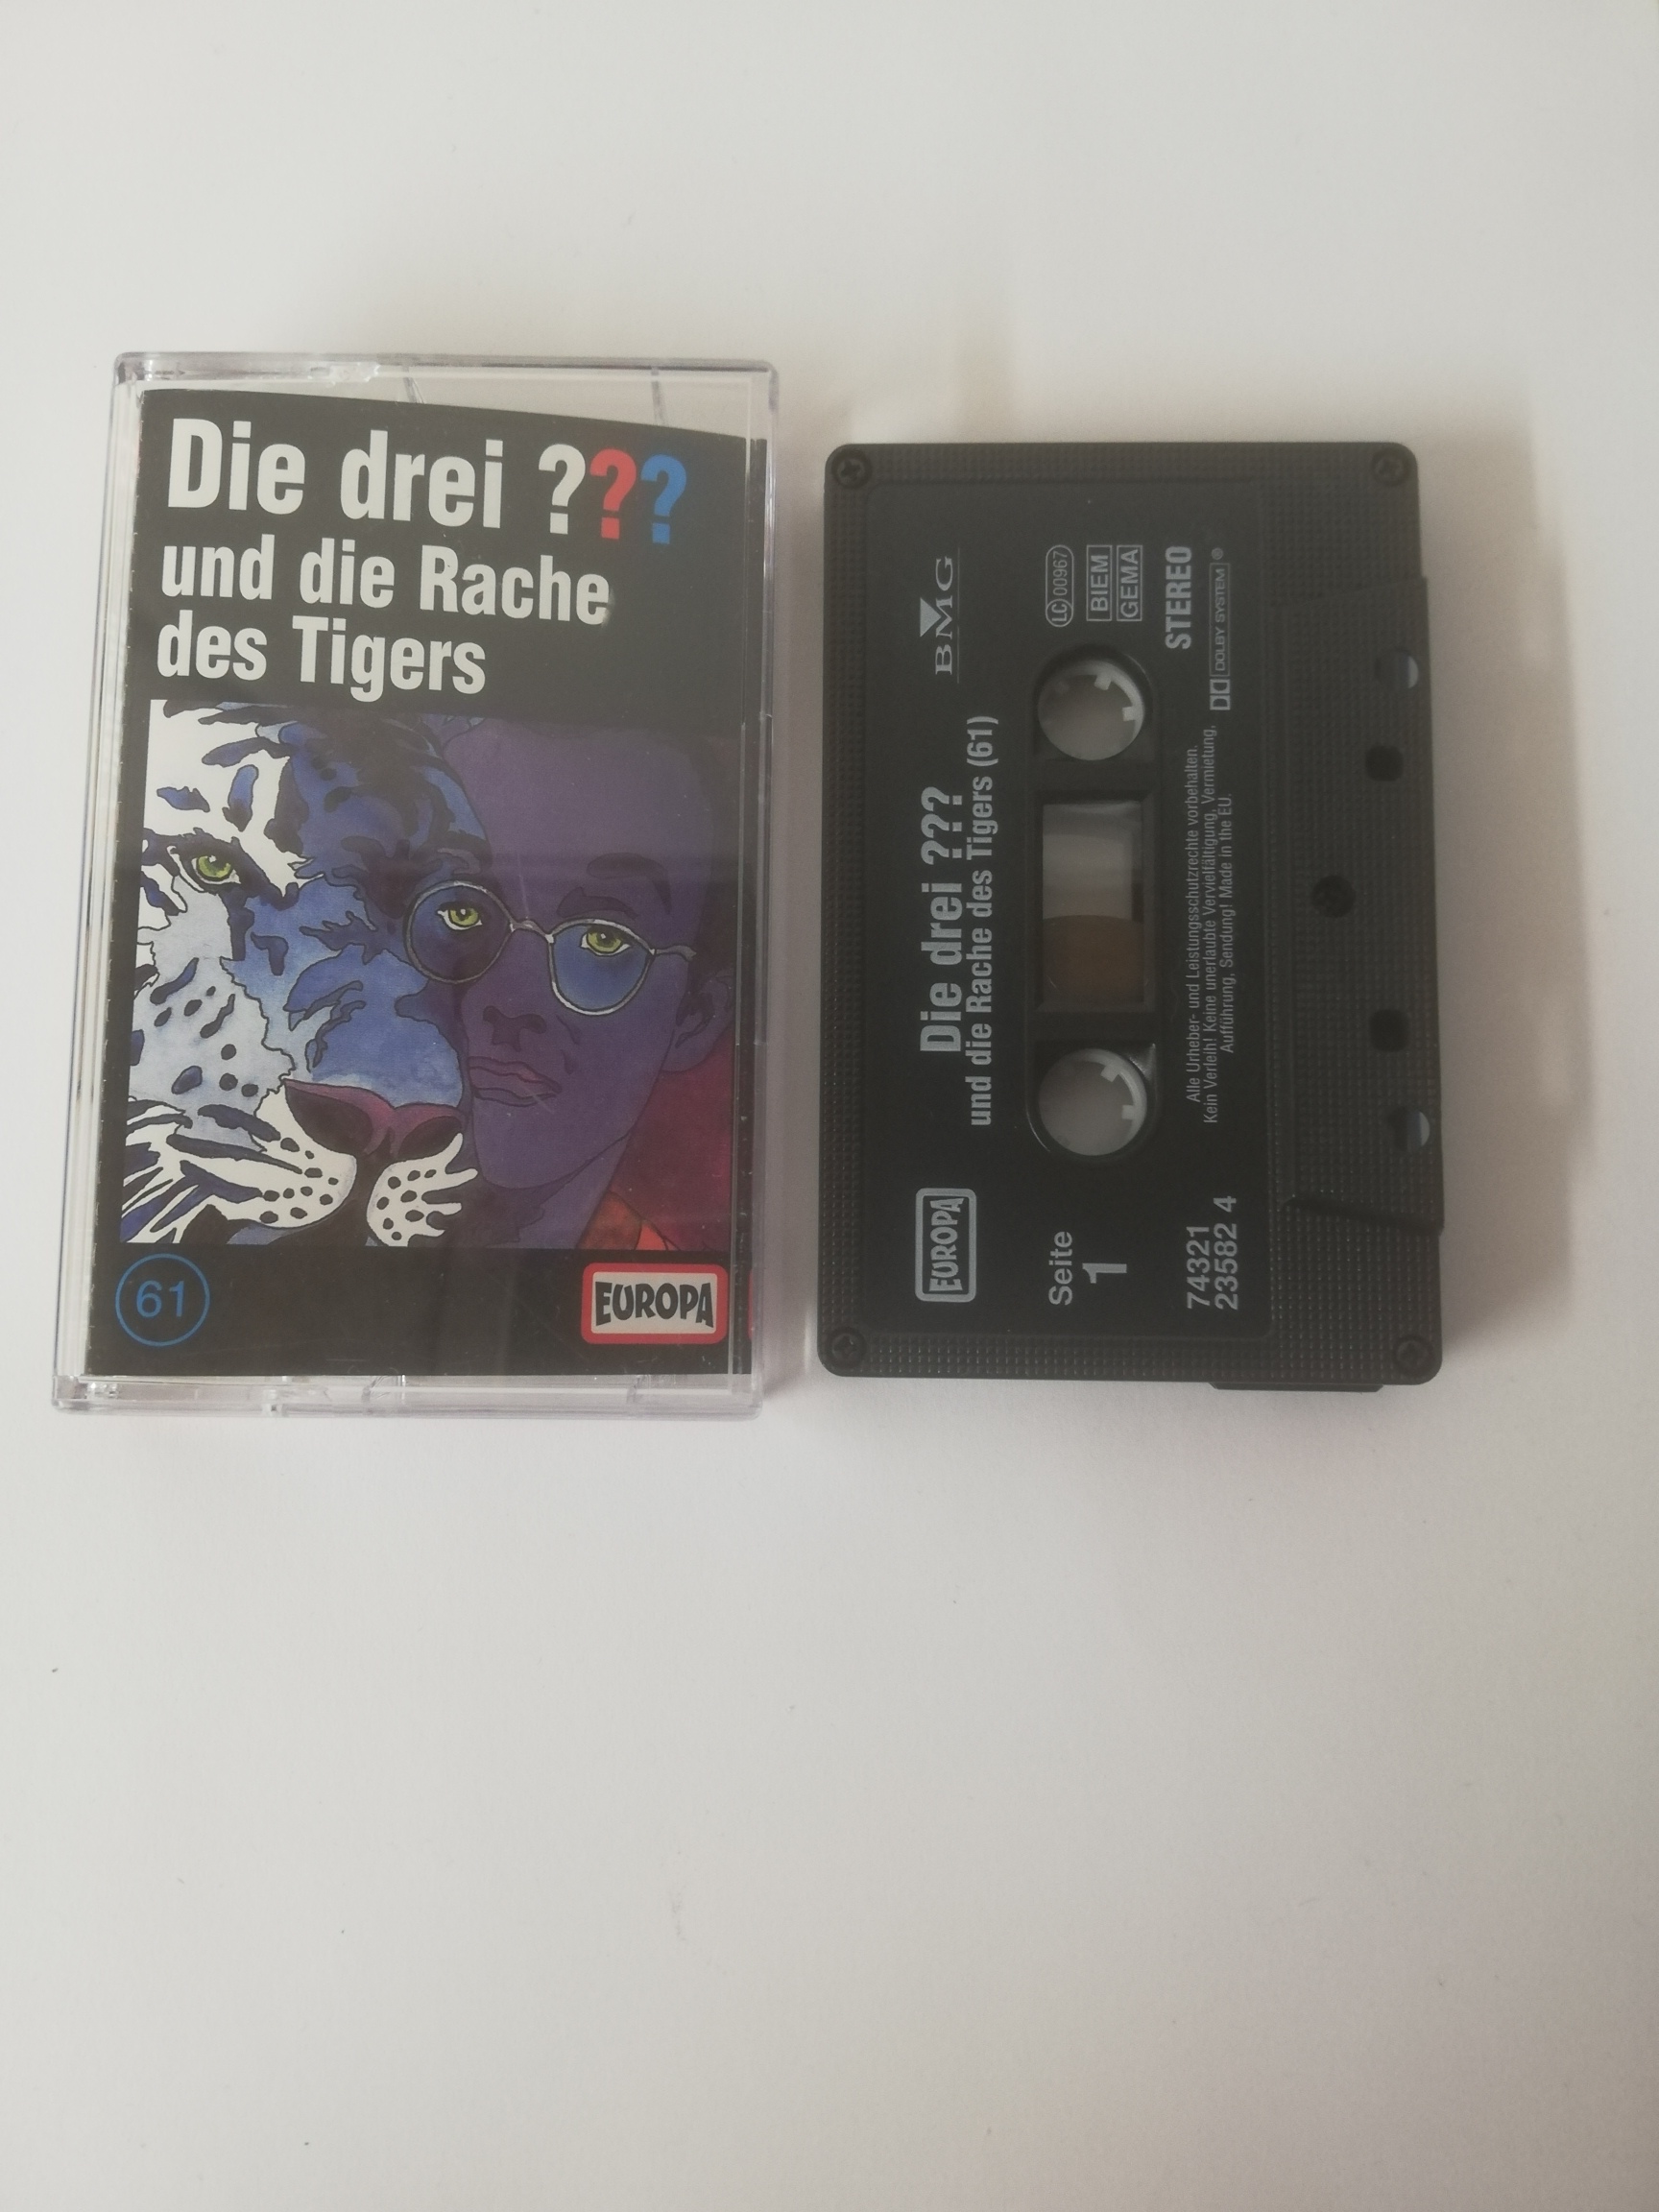 Die drei ???
und die Rache
des Tigers
61
EUROPA
EUROPA
Die drei ???
und die Rache des Tigers (61)
BMG
Seite
1
LC 00967
BIEM
GEMA
74321
23582 4
Alle Urheber- und Leistungsschutzrechte vorbehalten.
Kein Verleih! Keine unerlaubte Vervielfältigung, Vermietung,
Aufführung, Sendung! Made in the EU.
STEREO
DOLBY SYSTEM®